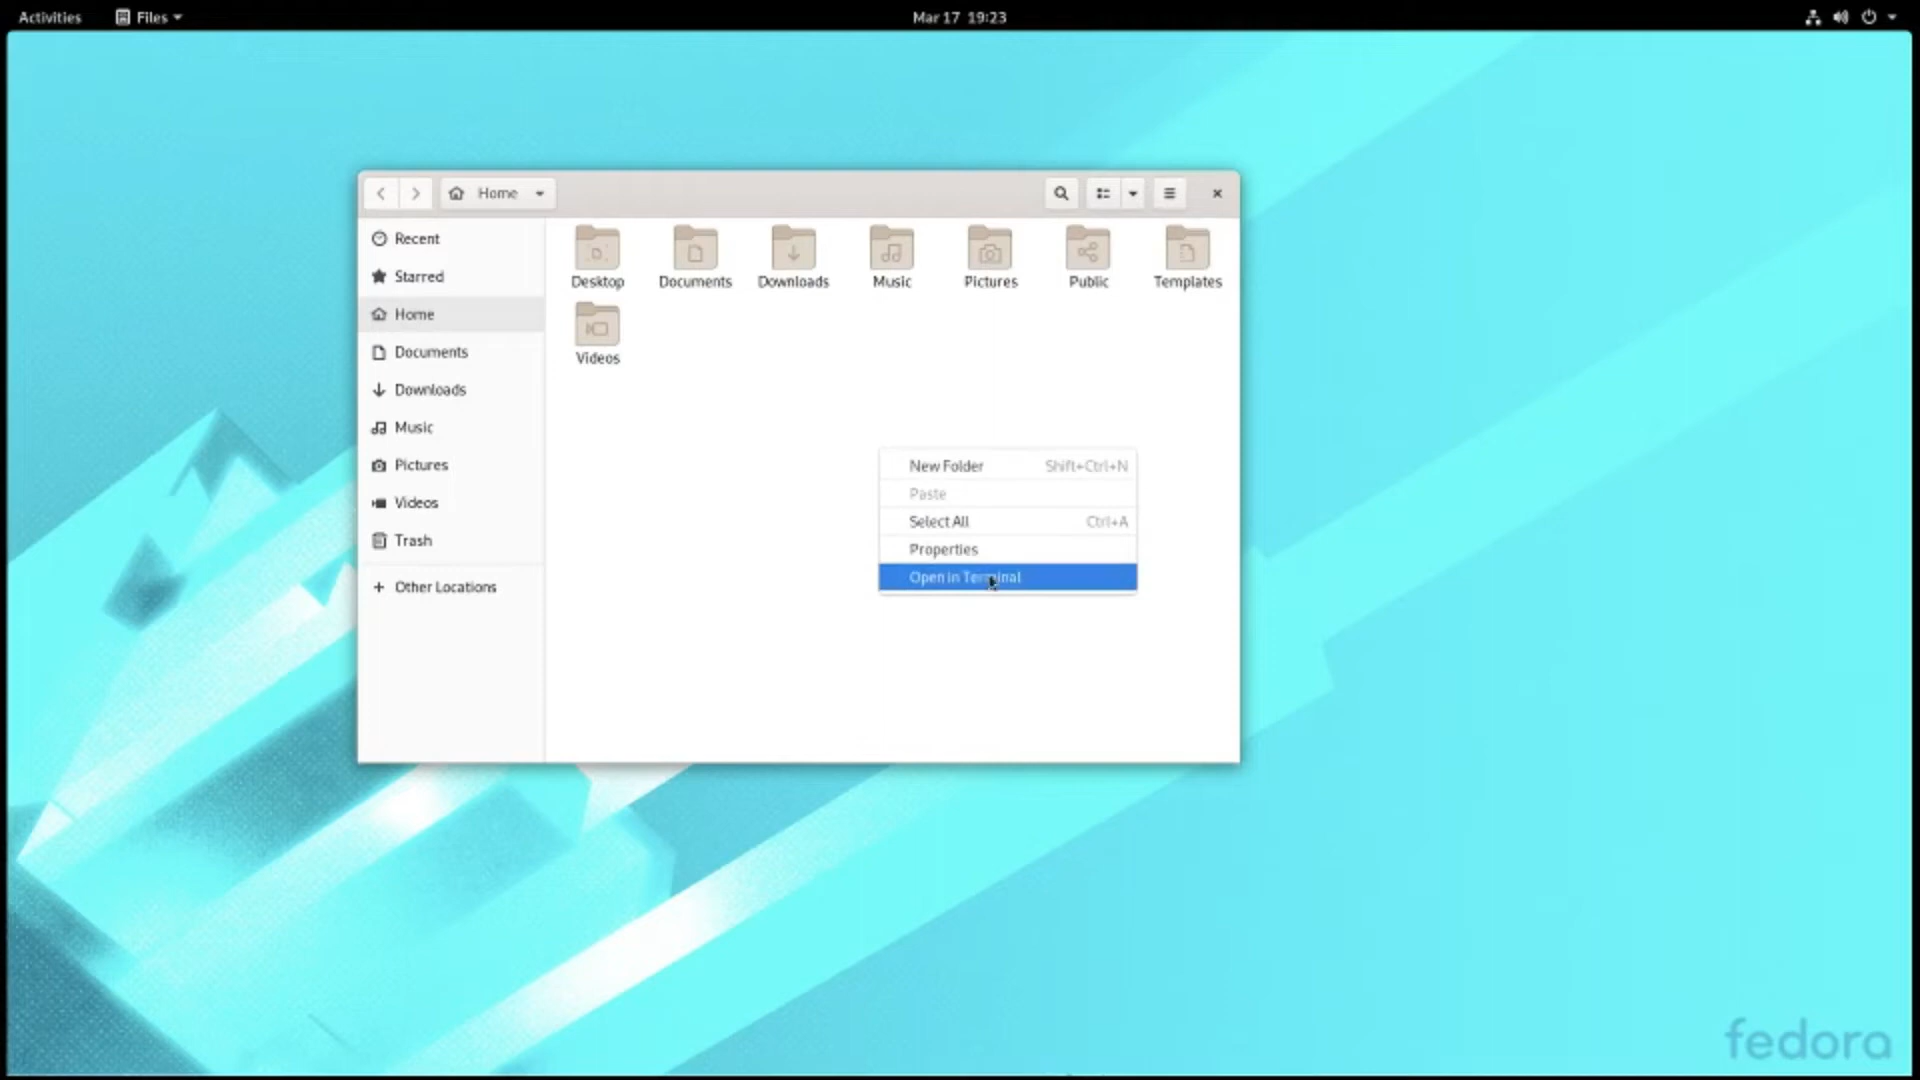 Activities Files Mar 17 19:23
Home
Recent
Starred
Home
Documents
Downloads
Music
Pictures
Videos
Trash
Other Locations
Desktop Documents Downloads Music Pictures Public Templates
Videos
New Folder Shift+Ctrl+N
Paste
Select All Ctrl+A
Properties
Open in Terminal
fedora